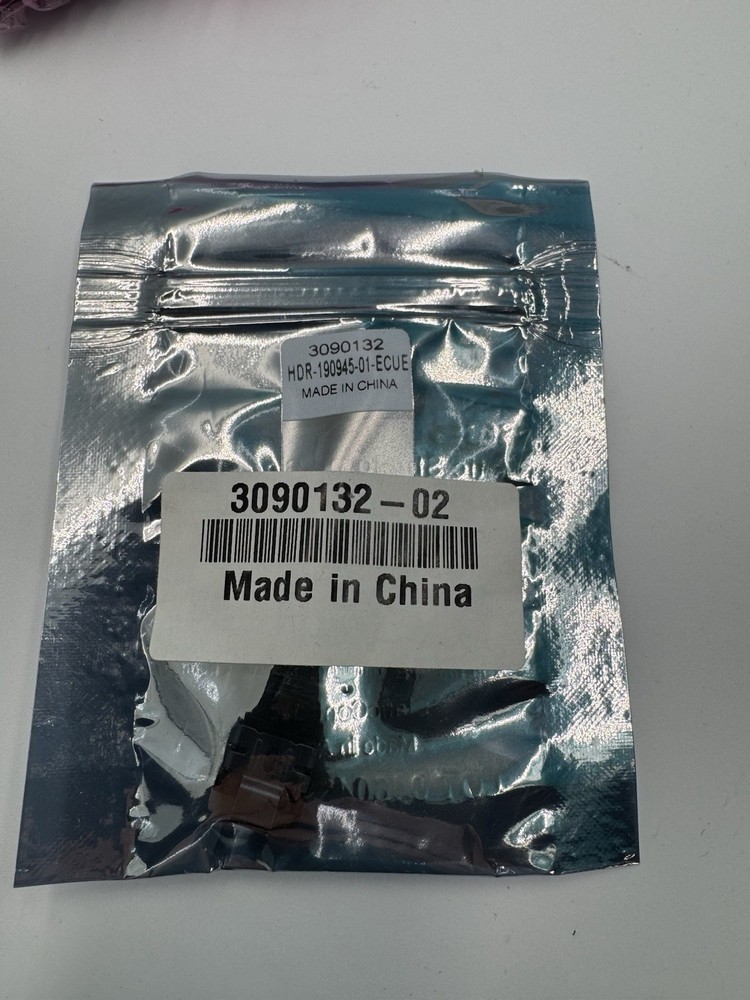 3090132
HDR-190945-01-ECUE
MADE IN CHINA
3090132-02
Made in China